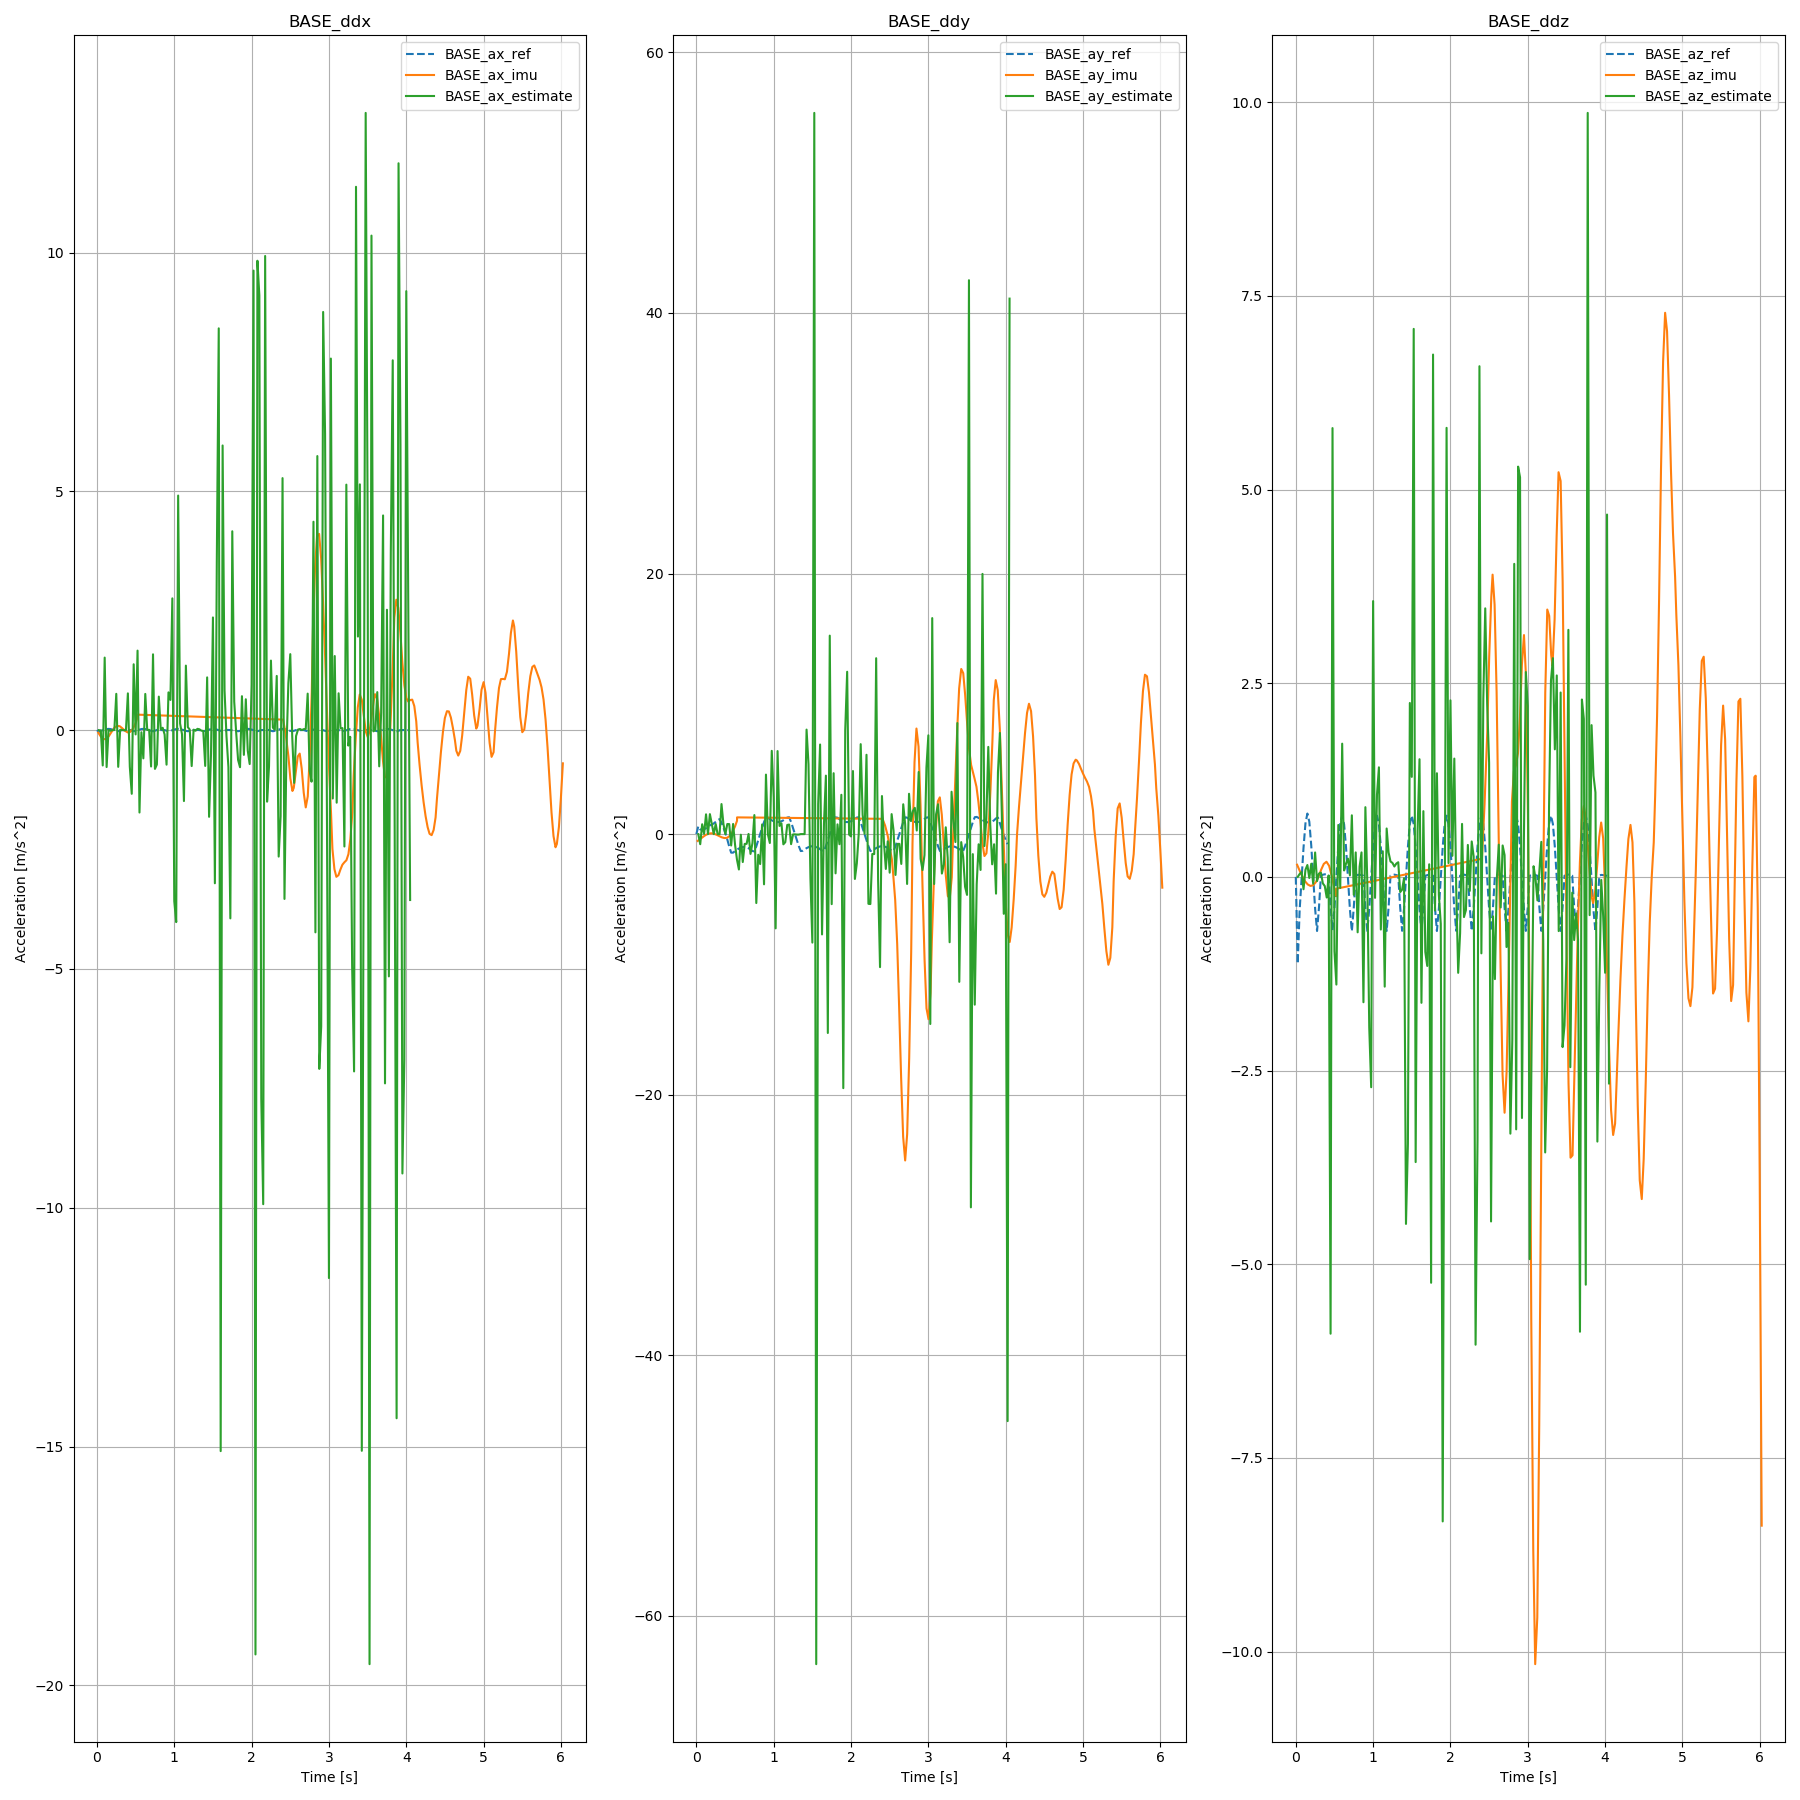 BASE_ddx
BASE_ax_ref
BASE_ax_imu
BASE_ax_estimate
10
5
0
−5
−10
−15
−20
Acceleration [m/s^2]
0 1 2 3 4 5 6
Time [s]
BASE_ddy
BASE_ay_ref
BASE_ay_imu
BASE_ay_estimate
60
40
20
0
−20
−40
−60
Acceleration [m/s^2]
0 1 2 3 4 5 6
Time [s]
BASE_ddz
BASE_az_ref
BASE_az_imu
BASE_az_estimate
10.0
7.5
5.0
2.5
0.0
−2.5
−5.0
−7.5
−10.0
Acceleration [m/s^2]
0 1 2 3 4 5 6
Time [s]